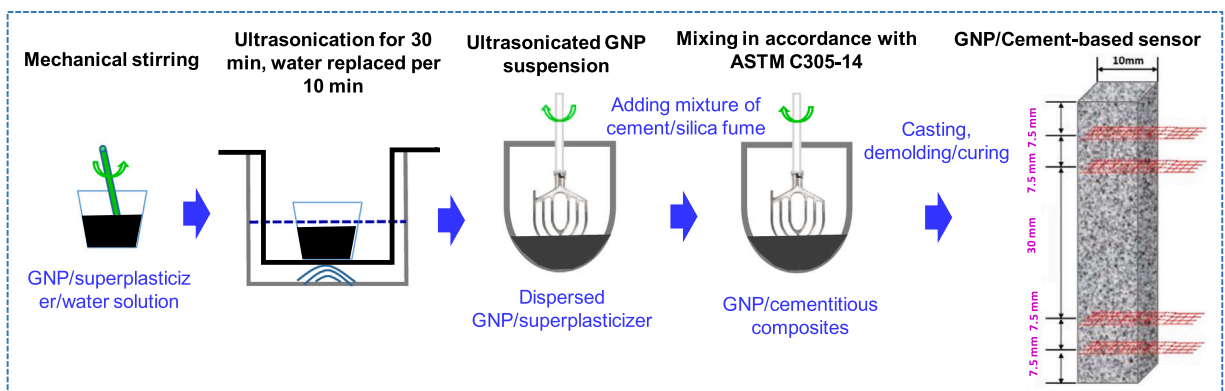 Mechanical stirring
GNP/superplasticiz
er/water solution
Ultrasonication for 30
min, water replaced per
10 min
Ultrasonicated GNP
suspension
Dispersed
GNP/superplasticizer
Adding mixture of
cement/silica fume
Mixing in accordance with
ASTM C305-14
GNP/cementitious
composites
Casting,
demolding/curing
GNP/Cement-based sensor
10mm
7.5 mm
7.5 mm
30 mm
7.5 mm
7.5 mm